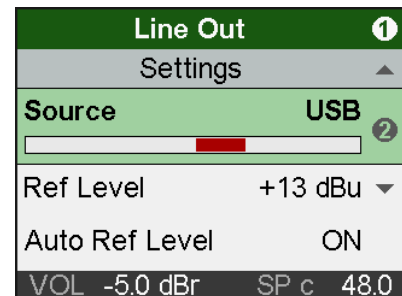 Line Out 1
Settings
Source USB 2
Ref Level +13 dBu
Auto Ref Level ON
VOL -5.0 dBr SP c 48.0